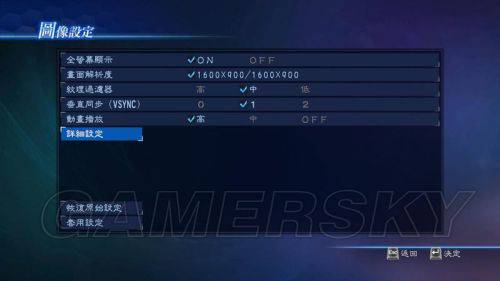 圖像設定
全螢幕顯示 ✓ON OFF
畫面解析度 ✓1600X900/1600X900
紋理過濾器 高 ✓中 低
垂直同步 (VSYNC) 0 ✓1 2
動畫播放 ✓高 中 OFF
詳細設定
恢復原始設定
套用設定
GAMERSKY
Esc 返回 決定